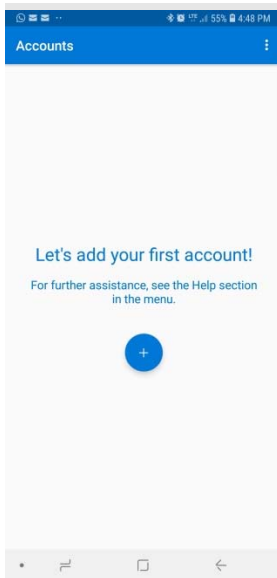 LTE 55% 4:48 PM
Accounts
Let's add your first account!
For further assistance, see the Help section
in the menu.
+